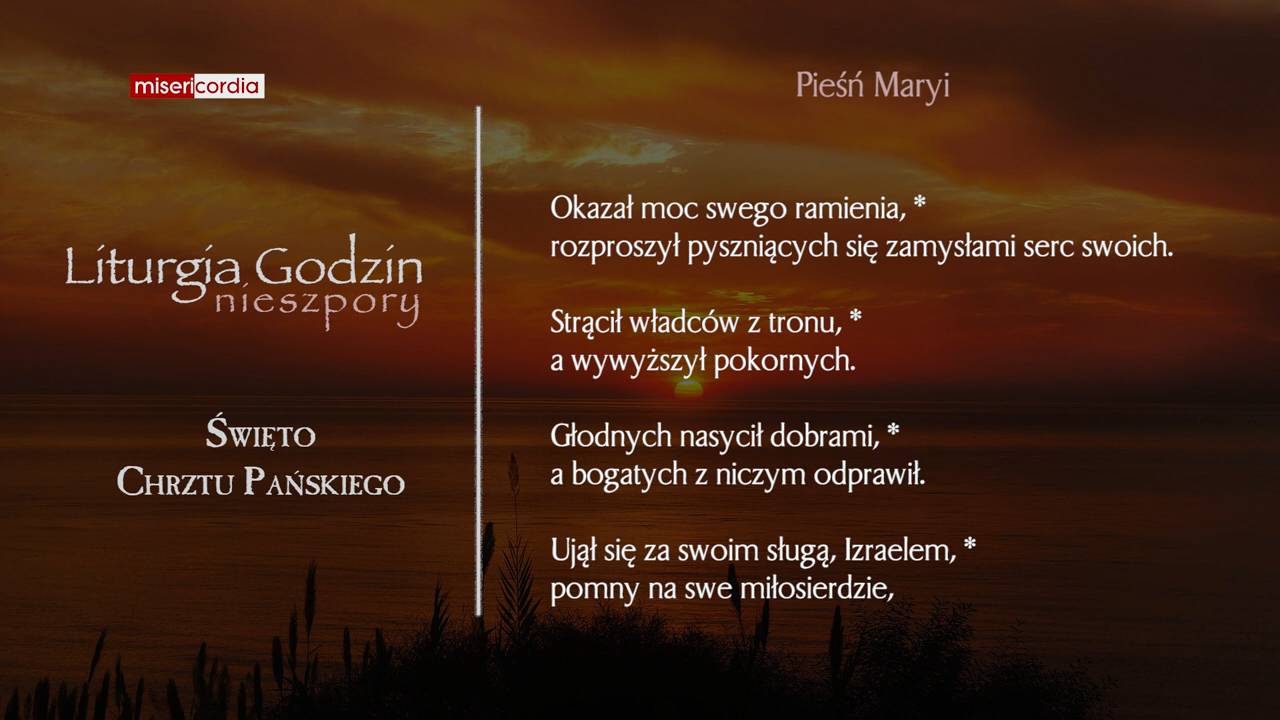 misericordia
Liturgia Godzin
nieszpory
Święto
Chrztu Pańskiego
Pieśń Maryi
Okazał moc swego ramienia, *
rozproszył pyszniących się zamysłami serc swoich.
Strącił władców z tronu, *
a wywyższył pokornych.
Głodnych nasycił dobrami, *
a bogatych z niczym odprawił.
Ujął się za swoim sługą, Izraelem, *
pomny na swe miłosierdzie,